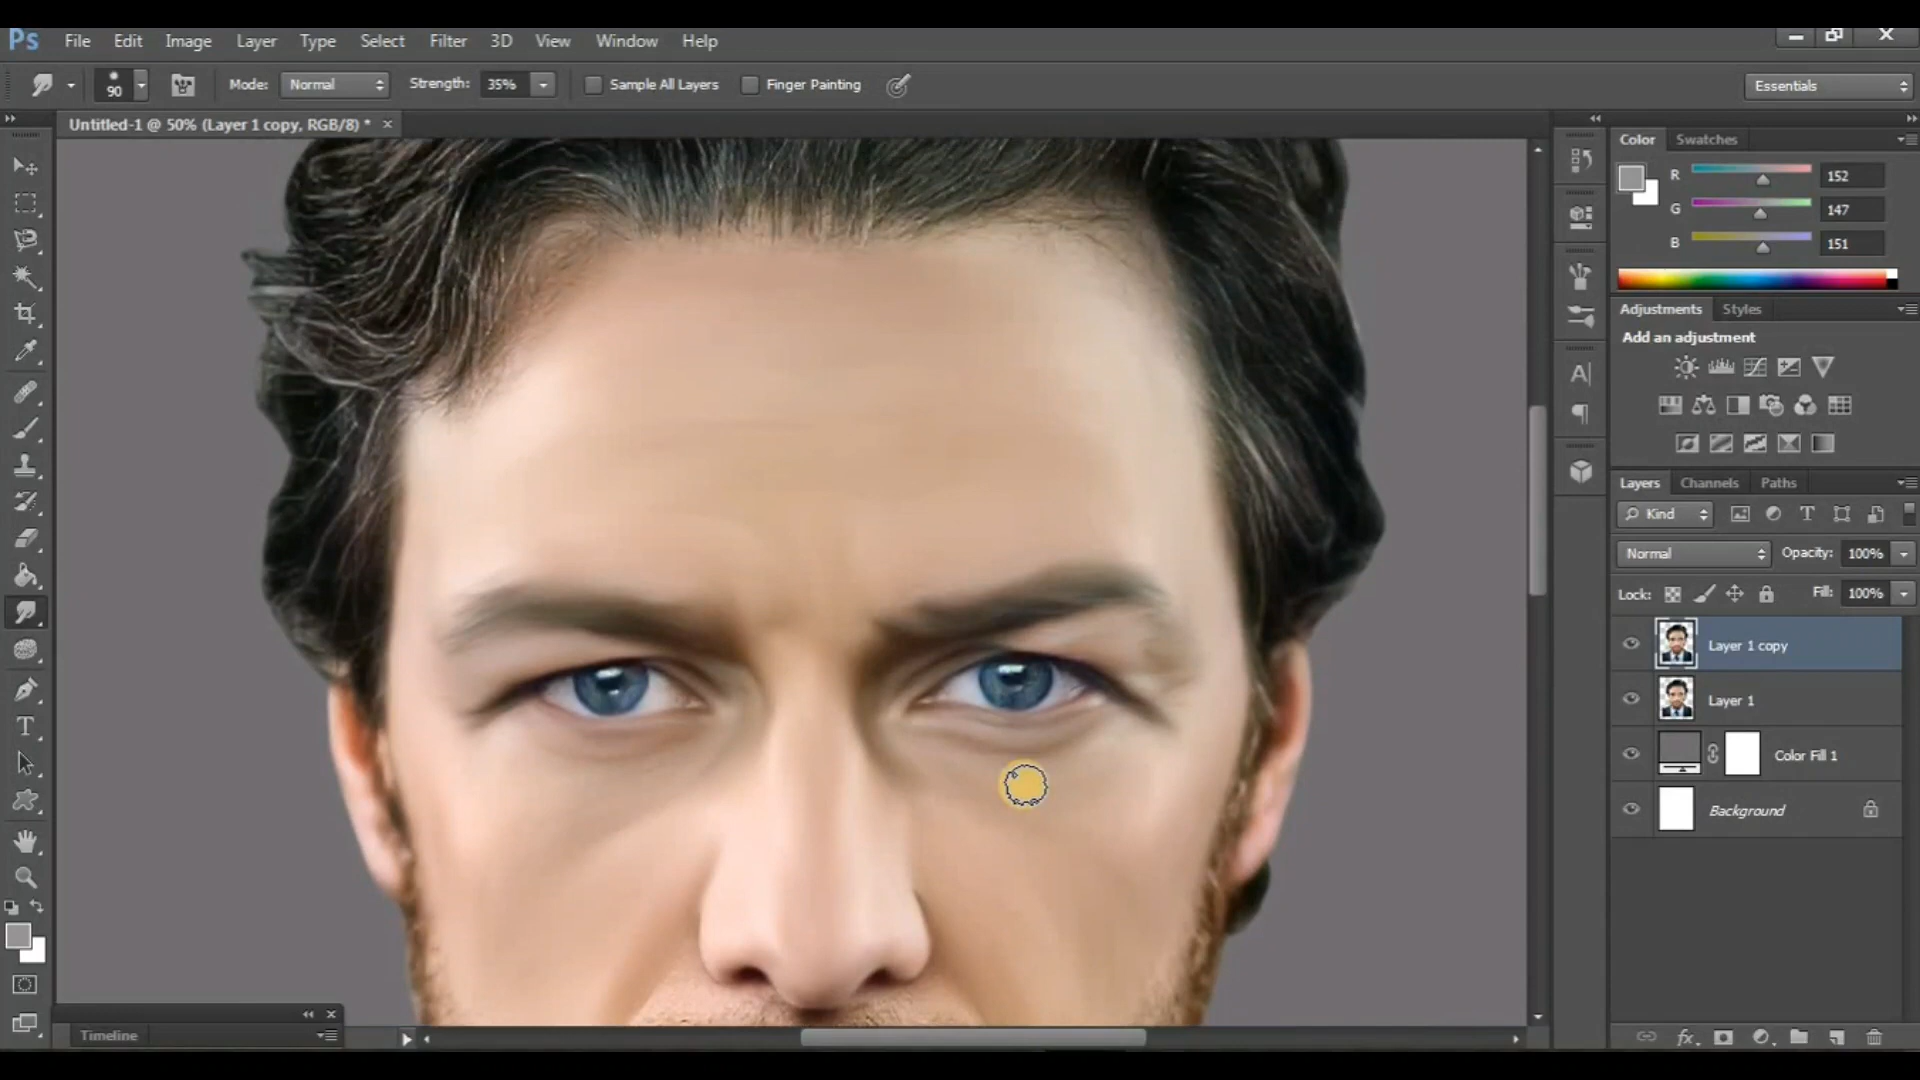 Ps File Edit Image Layer Type Select Filter 3D View Window Help
90 Mode: Normal Strength: 35% Sample All Layers Finger Painting Essentials
Untitled-1 @ 50% (Layer 1 copy, RGB/8) * ×
Color Swatches
R 152
G 147
B 151
Adjustments Styles
Add an adjustment
Layers Channels Paths
Kind
Normal Opacity: 100%
Lock: Fill: 100%
Layer 1 copy
Layer 1
Color Fill 1
Background
Timeline